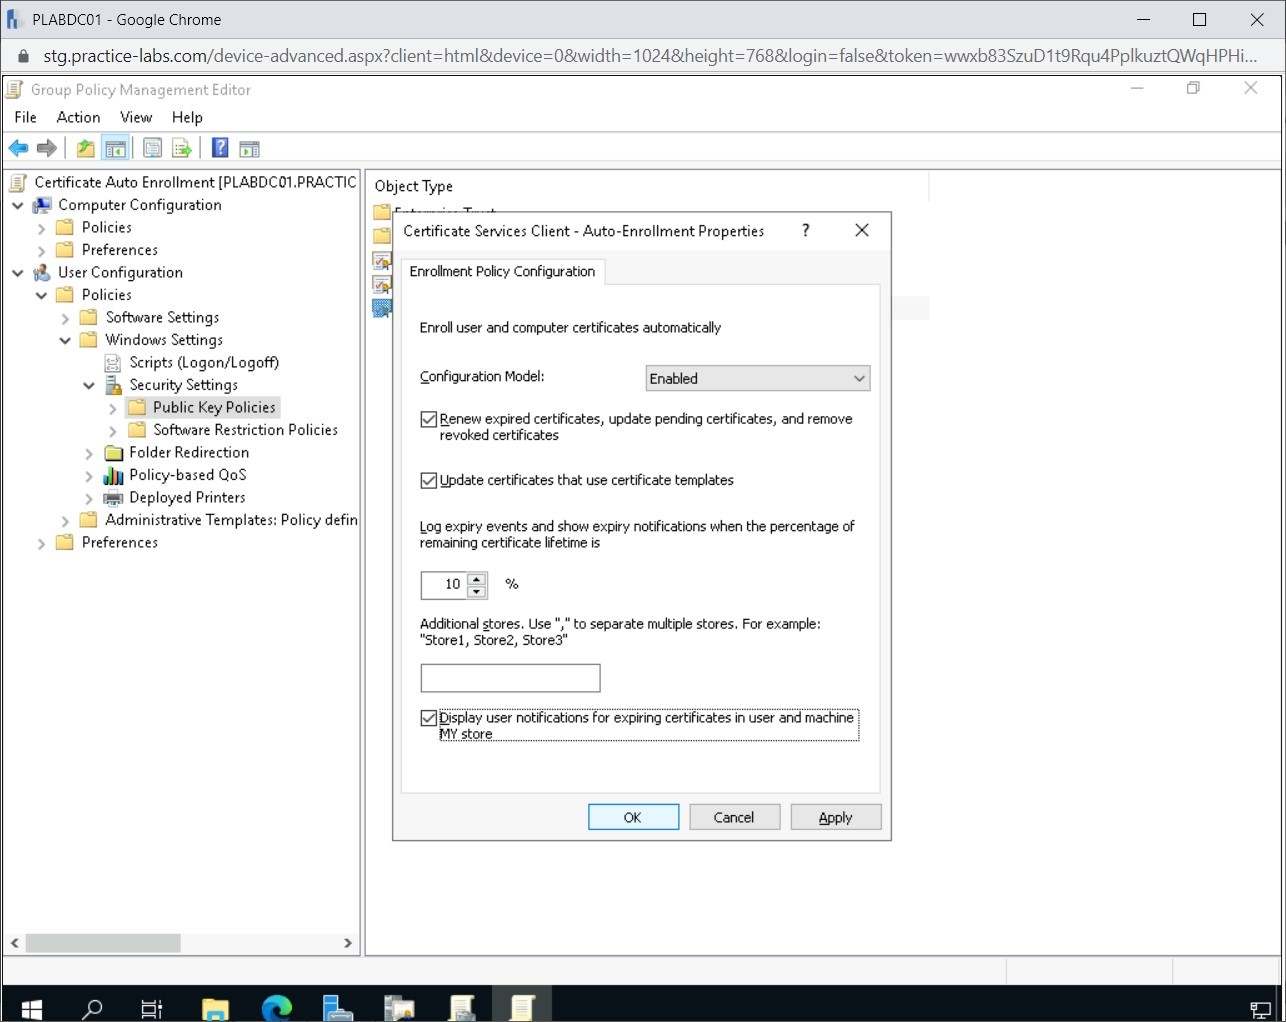 PLABDC01 - Google Chrome
stg.practice-labs.com/device-advanced.aspx?client=html&device=0&width=1024&height=768&login=false&token=wwxb83SzuD1t9Rqu4PplkuztQWqHPHi...
Group Policy Management Editor
File Action View Help
Certificate Auto Enrollment [PLABDC01.PRACTIC
Computer Configuration
Policies
Preferences
User Configuration
Policies
Software Settings
Windows Settings
Scripts (Logon/Logoff)
Security Settings
Public Key Policies
Software Restriction Policies
Folder Redirection
Policy-based QoS
Deployed Printers
Administrative Templates: Policy defin
Preferences
Object Type
Enterprise Trust
Certificate Services Client - Auto-Enrollment Properties
?
Enrollment Policy Configuration
Enroll user and computer certificates automatically
Configuration Model:
Enabled
Renew expired certificates, update pending certificates, and remove
revoked certificates
Update certificates that use certificate templates
Log expiry events and show expiry notifications when the percentage of
remaining certificate lifetime is
10 %
Additional stores. Use "," to separate multiple stores. For example:
"Store1, Store2, Store3"
Display user notifications for expiring certificates in user and machine
MY store
OK Cancel Apply